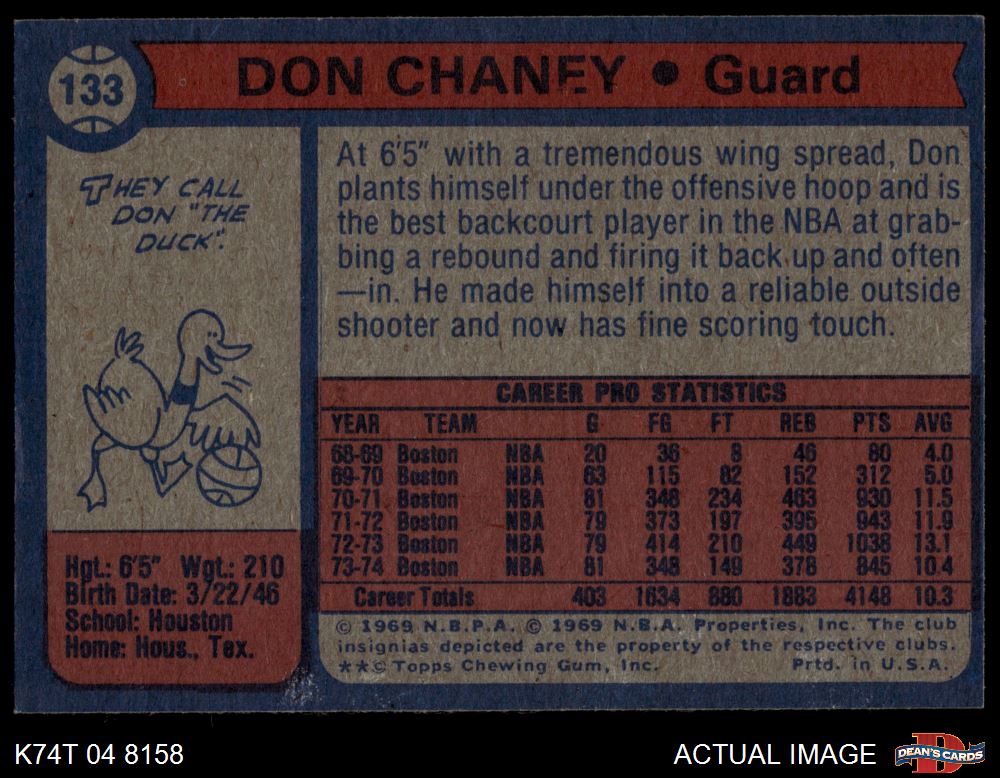 133
DON CHANEY • Guard
THEY CALL
DON "THE
DUCK".
At 6'5" with a tremendous wing spread, Don
plants himself under the offensive hoop and is
the best backcourt player in the NBA at grab-
bing a rebound and firing it back up and often
—in. He made himself into a reliable outside
shooter and now has fine scoring touch.
Hgt.: 6'5" Wgt.: 210
Birth Date: 3/22/46
School: Houston
Home: Hous., Tex.
CAREER PRO STATISTICS
YEAR TEAM G FG FT REB PTS AVG
68-69 Boston NBA 20 36 8 46 80 4.0
69-70 Boston NBA 63 115 82 152 312 5.0
70-71 Boston NBA 81 348 234 463 930 11.5
71-72 Boston NBA 79 373 197 395 943 11.9
72-73 Boston NBA 79 414 210 449 1038 13.1
73-74 Boston NBA 81 348 149 378 845 10.4
Career Totals 403 1634 880 1883 4148 10.3
© 1969 N.B.P.A. © 1969 N.B.A. Properties, Inc. The club
insignias depicted are the property of the respective clubs.
**© Topps Chewing Gum, Inc. Prtd. in U.S.A.
K74T 04 8158
ACTUAL IMAGE
DEAN'S CARDS